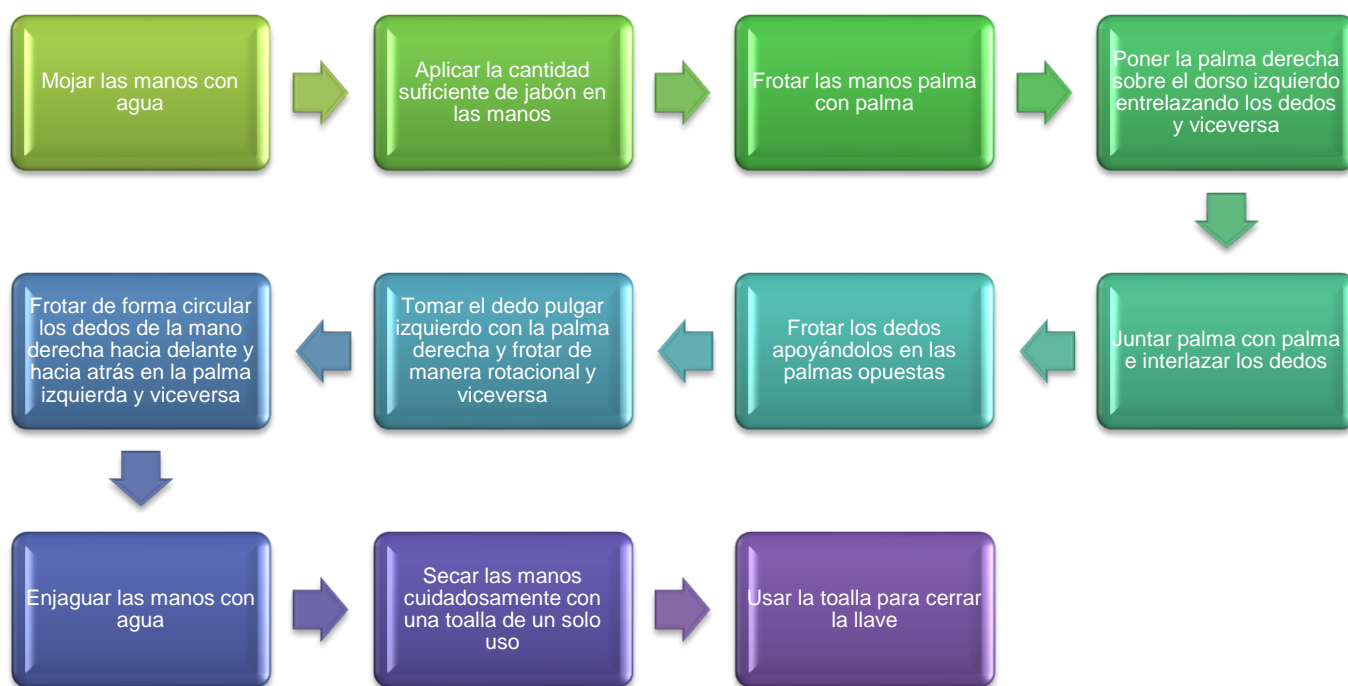 Mojar las manos con
agua
Aplicar la cantidad
suficiente de jabón en
las manos
Frotar las manos palma
con palma
Poner la palma derecha
sobre el dorso izquierdo
entrelazando los dedos
y viceversa
Juntar palma con palma
e interlazar los dedos
Frotar los dedos
apoyándolos en las
palmas opuestas
Tomar el dedo pulgar
izquierdo con la palma
derecha y frotar de
manera rotacional y
viceversa
Frotar de forma circular
los dedos de la mano
derecha hacia delante y
hacia atrás en la palma
izquierda y viceversa
Enjaguar las manos con
agua
Secar las manos
cuidadosamente con
una toalla de un solo
uso
Usar la toalla para cerrar
la llave